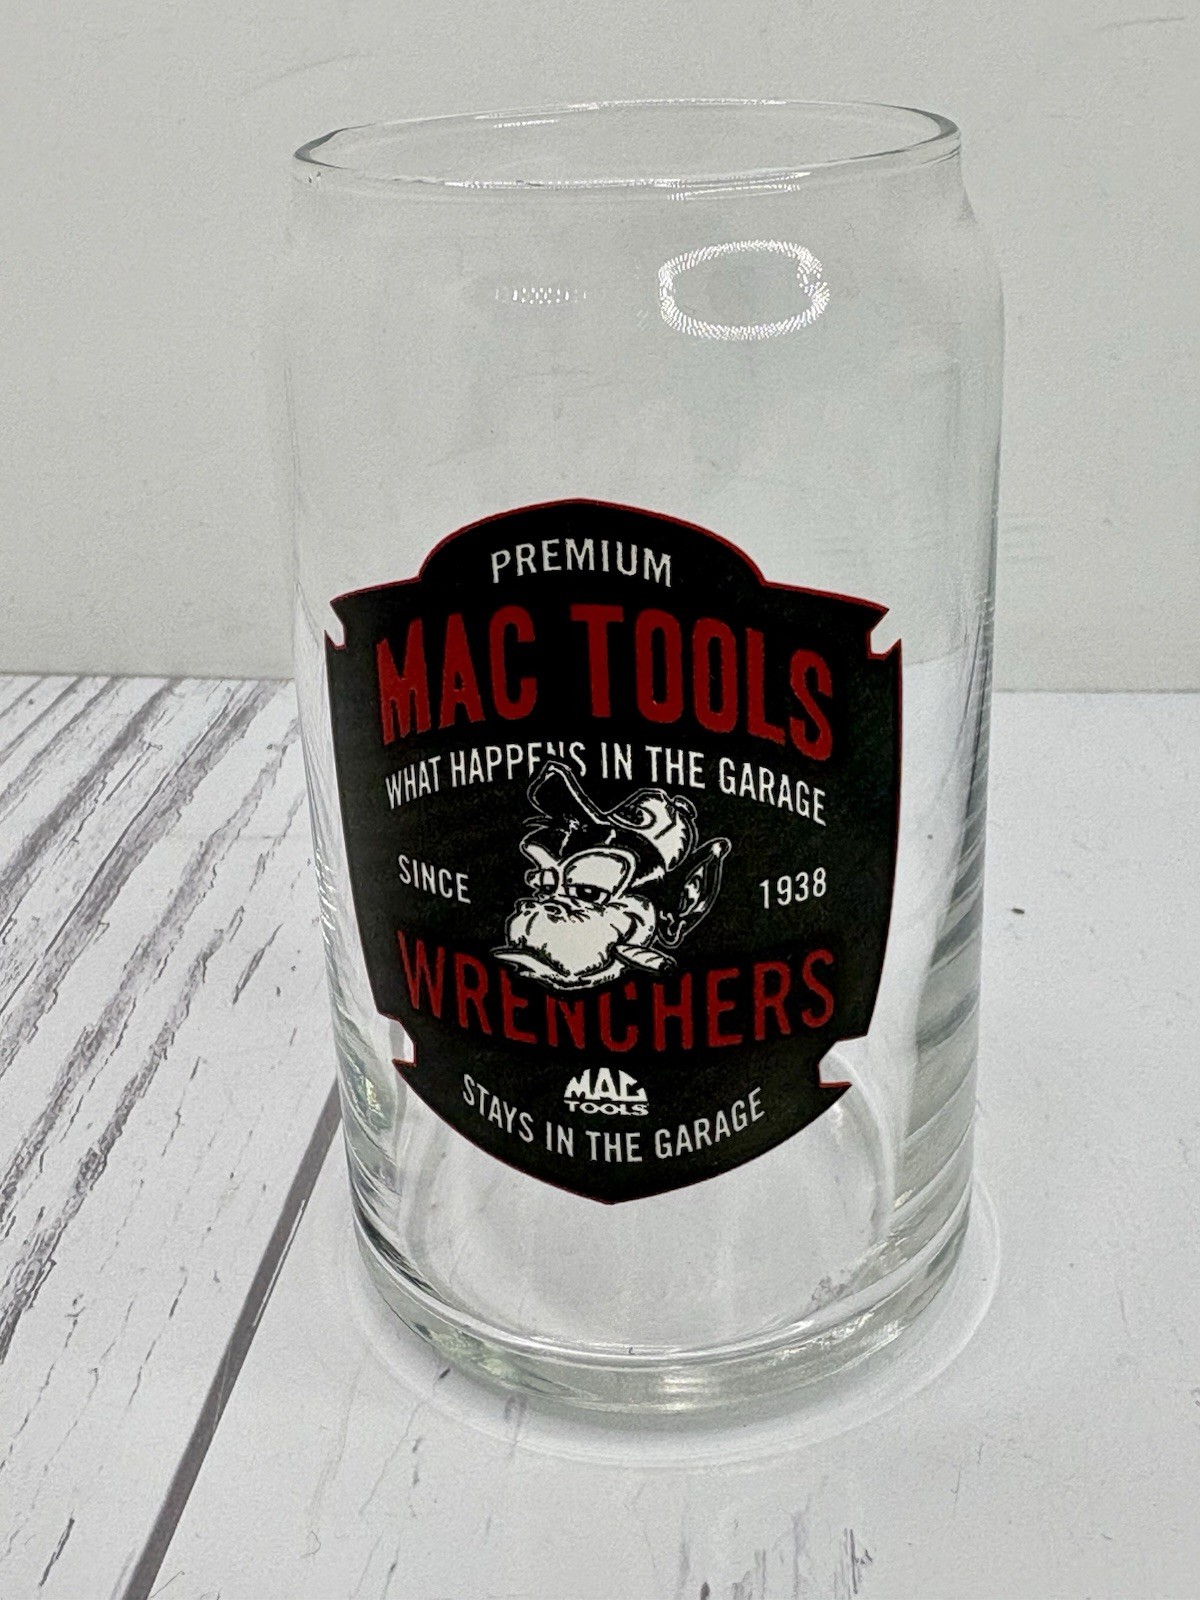 PREMIUM
MAC TOOLS
WHAT HAPPENS IN THE GARAGE
SINCE 1938
WRENCHERS
MAC
TOOLS
STAYS IN THE GARAGE